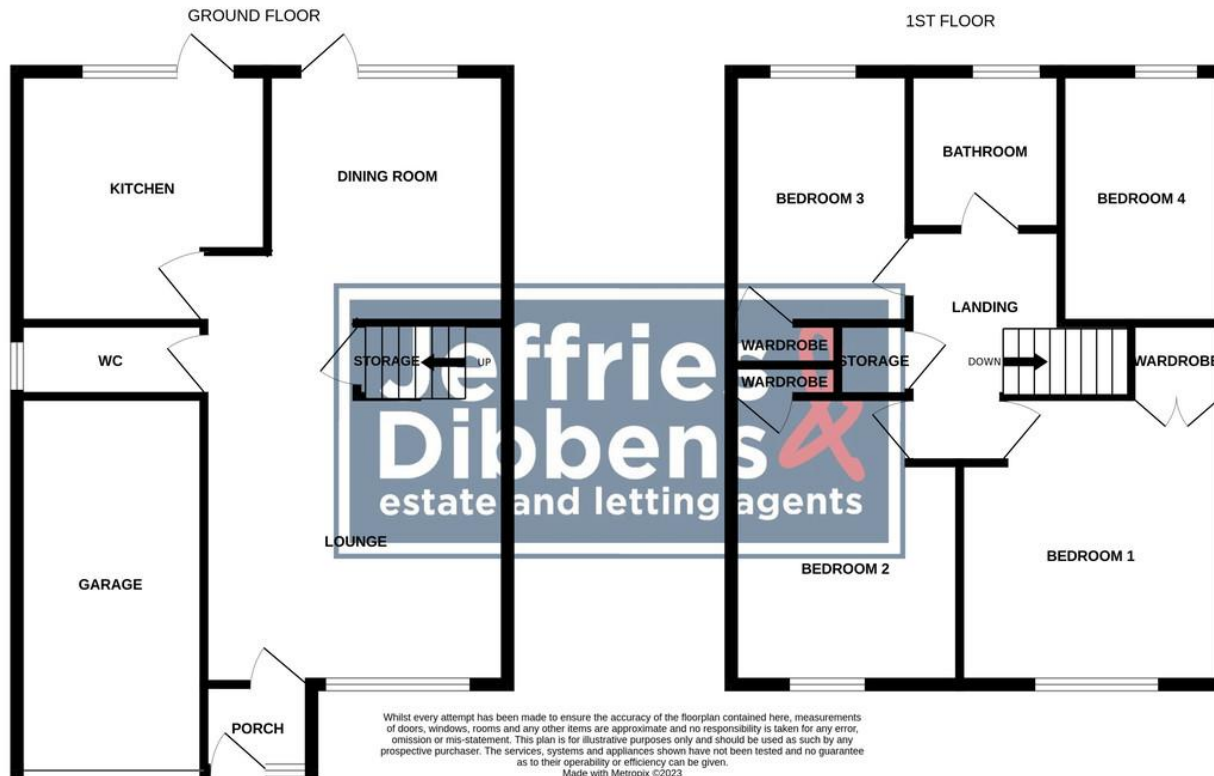 GROUND FLOOR
1ST FLOOR
KITCHEN
DINING ROOM
WC
STORAGE
UP
GARAGE
LOUNGE
PORCH
BEDROOM 3
BATHROOM
BEDROOM 4
LANDING
WARDROBE
STORAGE
DOWN
WARDROBE
WARDROBE
BEDROOM 2
BEDROOM 1
Jeffries
Dibbens &
estate and letting agents
Whilst every attempt has been made to ensure the accuracy of the floorplan contained here, measurements
of doors, windows, rooms and any other items are approximate and no responsibility is taken for any error,
omission or mis-statement. This plan is for illustrative purposes only and should be used as such by any
prospective purchaser. The services, systems and appliances shown have not been tested and no guarantee
as to their operability or efficiency can be given.
Made with Metropix ©2023